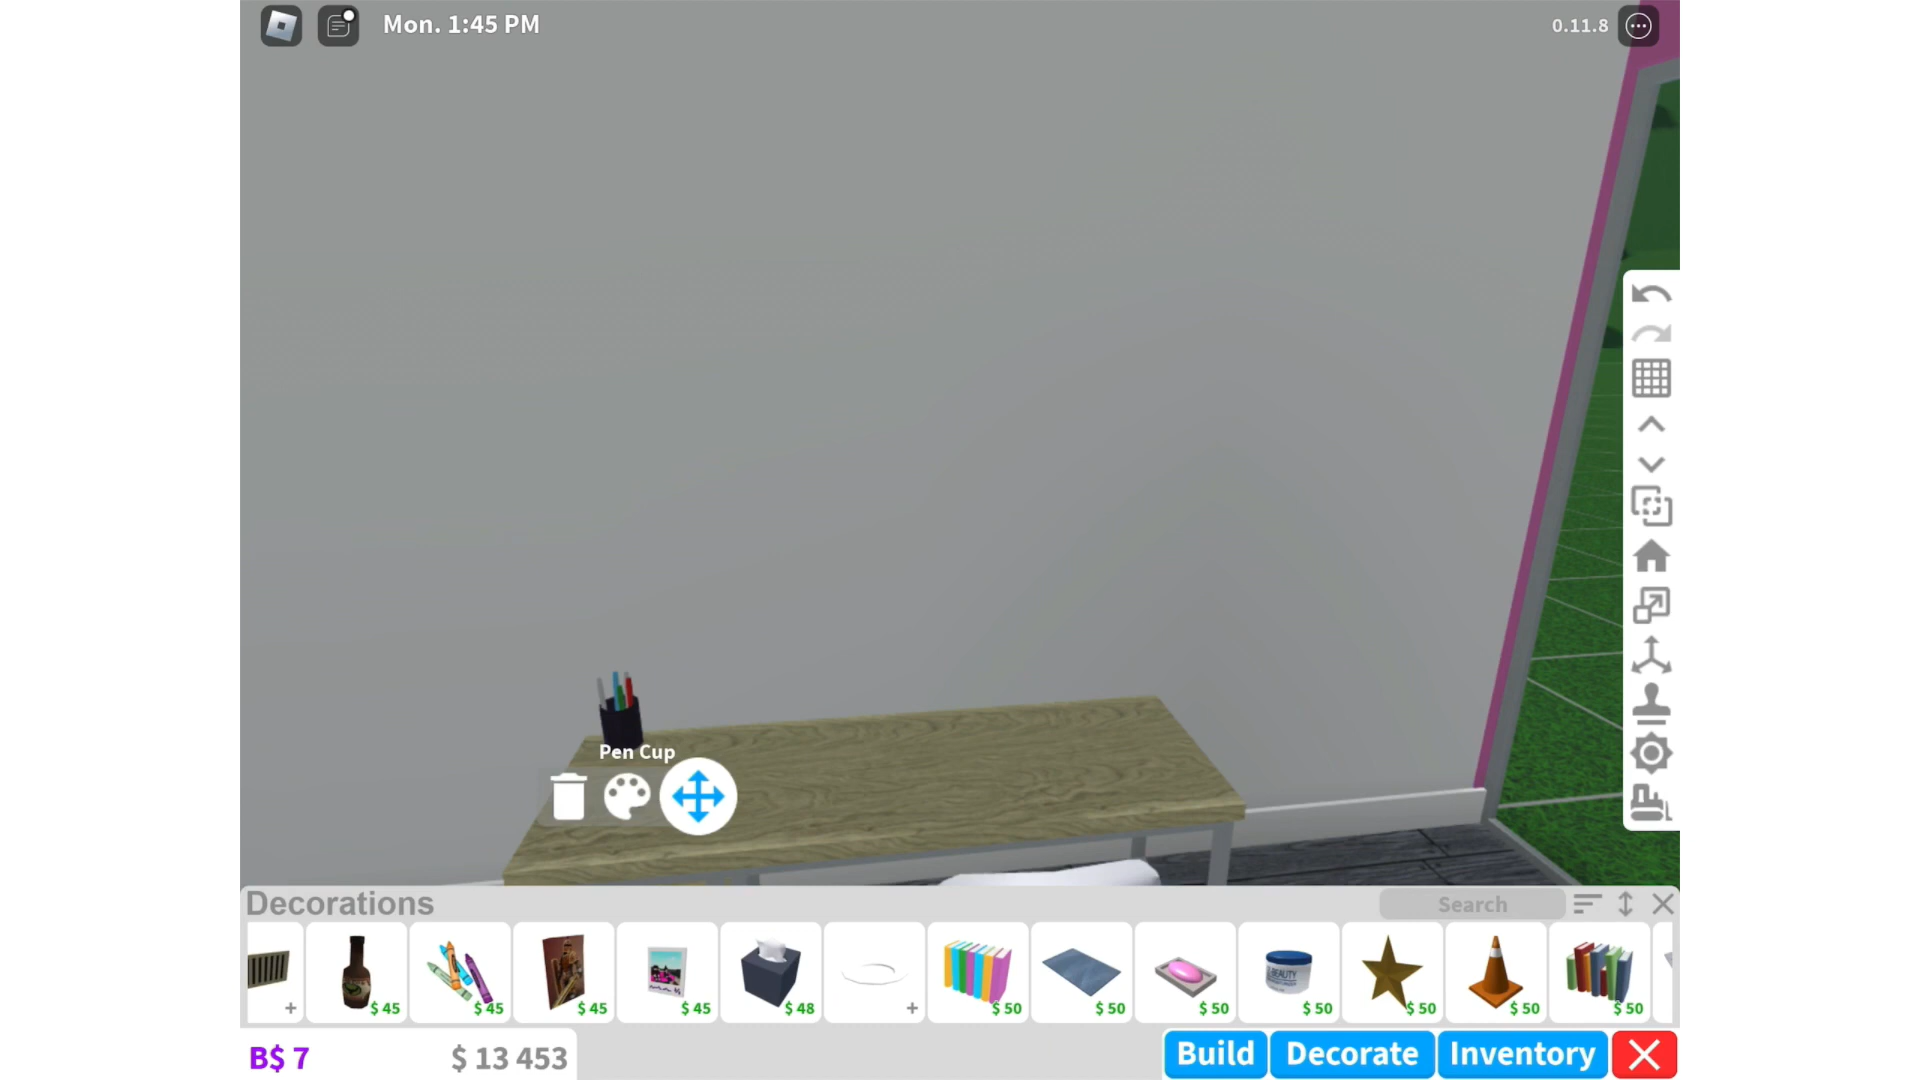 Mon. 1:45 PM
0.11.8
Pen Cup
Decorations
Search
+
$ 45
$ 45
$ 45
$ 45
$ 48
+
$ 50
$ 50
$ 50
BEAUTY
$ 50
$ 50
$ 50
$ 50
B$ 7
$ 13 453
Build
Decorate
Inventory